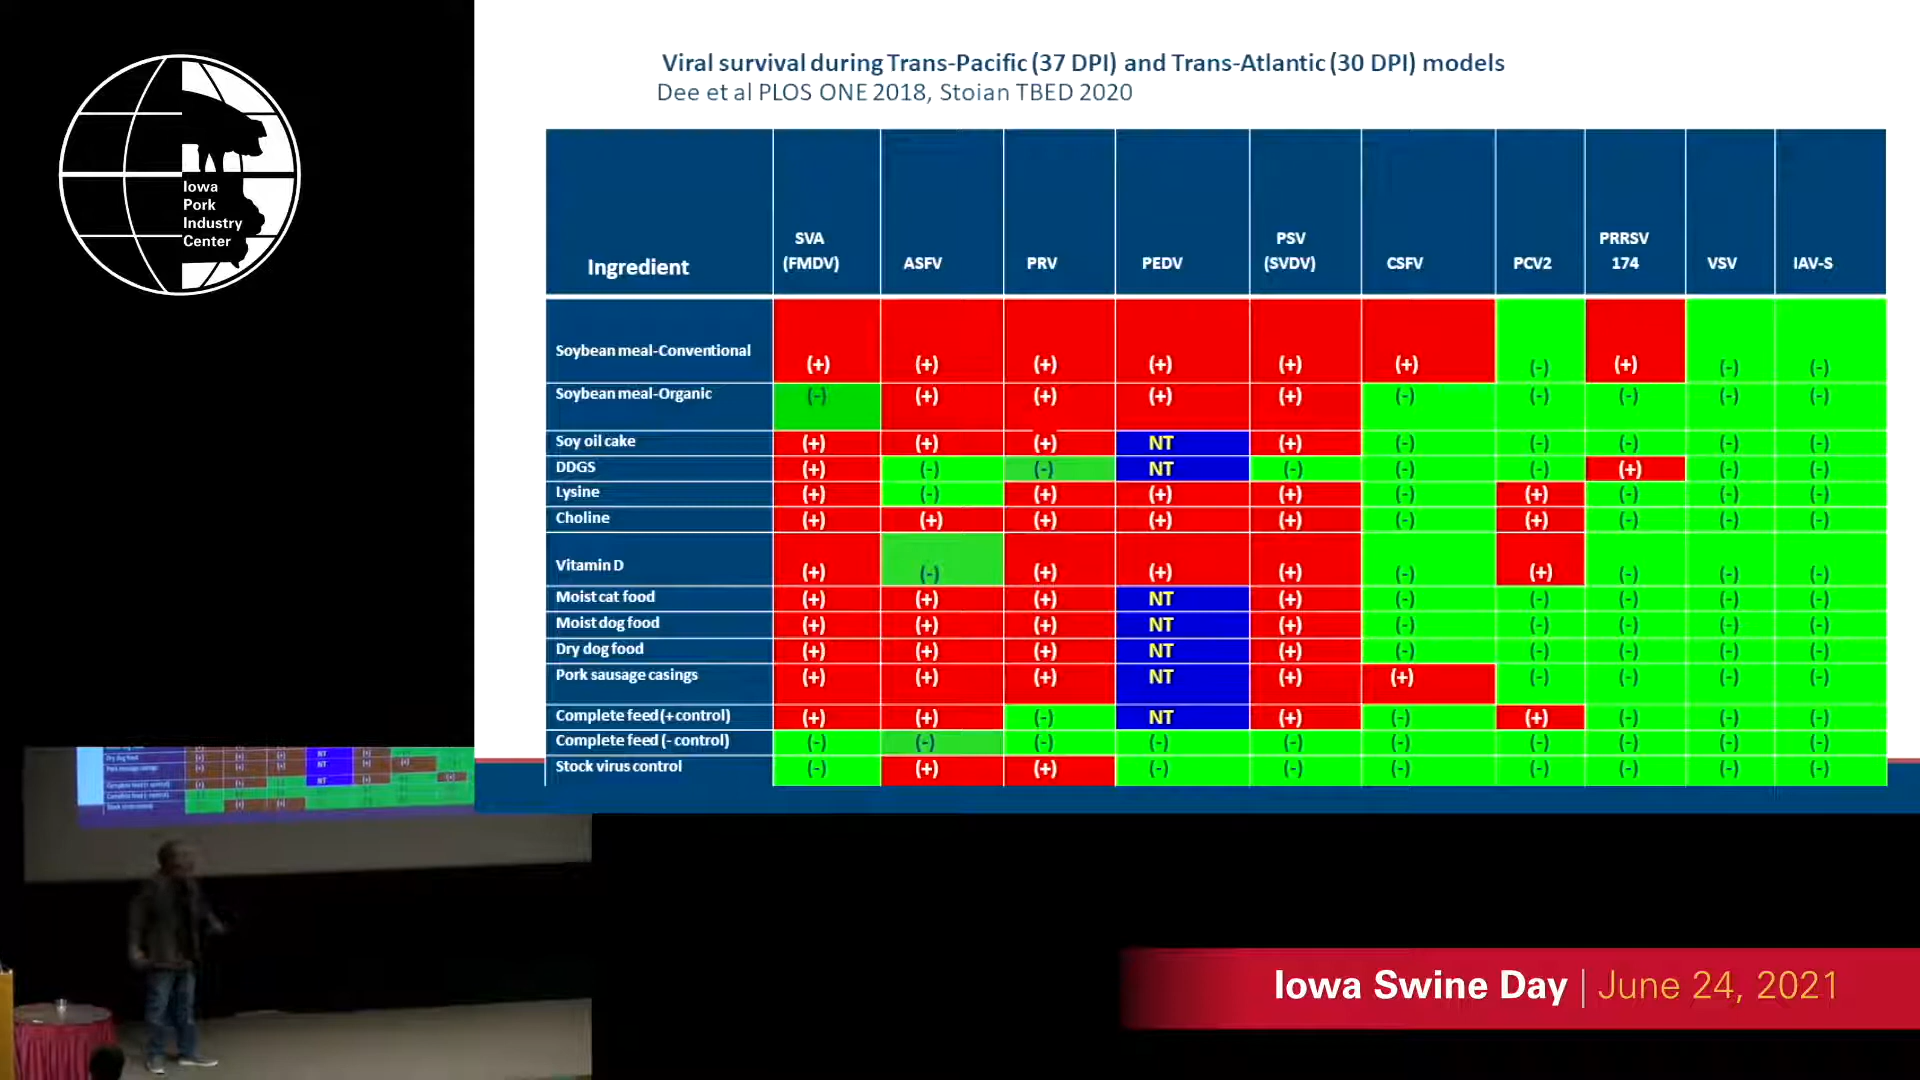 Iowa
Pork
Industry
Center
Viral survival during Trans-Pacific (37 DPI) and Trans-Atlantic (30 DPI) models
Dee et al PLOS ONE 2018, Stoian TBED 2020
Ingredient SVA (FMDV) ASFV PRV PEDV PSV (SVDV) CSFV PCV2 PRRSV 174 VSV IAV-S
Soybean meal-Conventional (+) (+) (+) (+) (+) (+) (-) (+) (-) (-)
Soybean meal-Organic (-) (+) (+) (+) (+) (-) (-) (-) (-) (-)
Soy oil cake (+) (+) (+) NT (+) (-) (-) (-) (-) (-)
DDGS (+) (-) (-) NT (-) (-) (-) (+) (-) (-)
Lysine (+) (-) (+) (+) (+) (-) (+) (-) (-) (-)
Choline (+) (+) (+) (+) (+) (-) (+) (-) (-) (-)
Vitamin D (+) (-) (+) (+) (+) (-) (+) (-) (-) (-)
Moist cat food (+) (+) (+) NT (+) (-) (-) (-) (-) (-)
Moist dog food (+) (+) (+) NT (+) (-) (-) (-) (-) (-)
Dry dog food (+) (+) (+) NT (+) (-) (-) (-) (-) (-)
Pork sausage casings (+) (+) (+) NT (+) (+) (-) (-) (-) (-)
Complete feed (+ control) (+) (+) (-) NT (+) (-) (+) (-) (-) (-)
Complete feed (- control) (-) (-) (-) (-) (-) (-) (-) (-) (-) (-)
Stock virus control (-) (+) (+) (-) (-) (-) (-) (-) (-) (-)
Iowa Swine Day | June 24, 2021